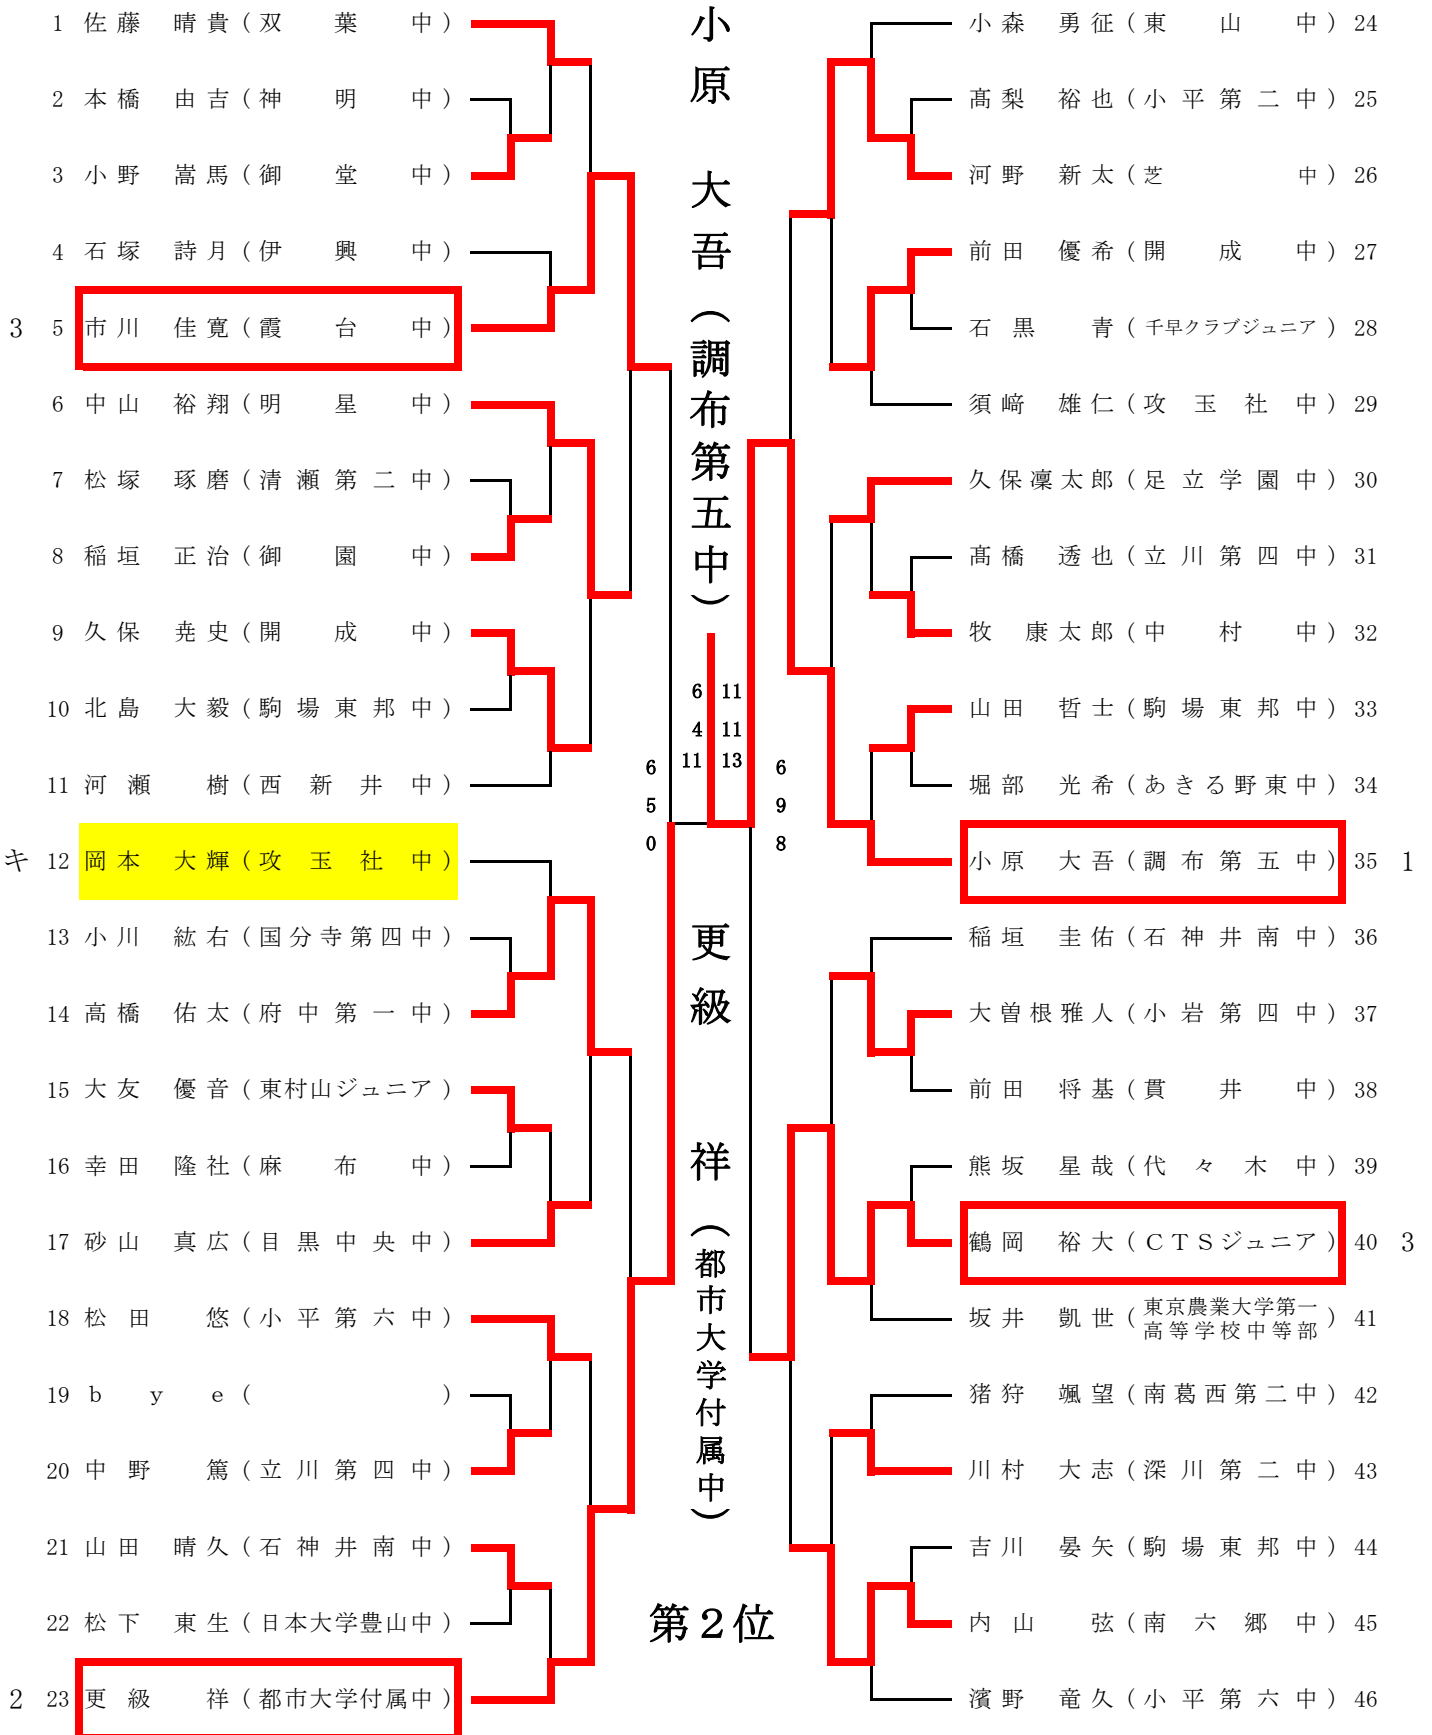 1 佐藤 晴貴(双葉中)
2 本橋 由吉(神明中)
3 小野 嵩馬(御堂中)
4 石塚 詩月(伊興中)
3 5 市川 佳寛(霞台中)
6 中山 裕翔(明星中)
7 松塚 琢磨(清瀬第二中)
8 稲垣 正治(御園中)
9 久保 尭史(開成中)
10 北島 大毅(駒場東邦中)
11 河瀬 樹(西新井中)
キ 12 岡本 大輝(攻玉社中)
13 小川 紘右(国分寺第四中)
14 高橋 佑太(府中第一中)
15 大友 優音(東村山ジュニア)
16 幸田 隆社(麻布中)
17 砂山 真広(目黒中央中)
18 松田 悠(小平第六中)
19 bye( )
20 中野 篤(立川第四中)
21 山田 晴久(石神井南中)
22 松下 東生(日本大学豊山中)
2 23 更級 祥(都市大学付属中)
小原 大吾(調布第五中)
6 11
4 11
11 13
6
5
0
6
9
8
更級 祥(都市大学付属中)
第2位
小森 勇征(東山中) 24
髙梨 裕也(小平第二中) 25
河野 新太(芝中) 26
前田 優希(開成中) 27
石黒 青(千早クラブジュニア) 28
須﨑 雄仁(攻玉社中) 29
久保凜太郎(足立学園中) 30
髙橋 透也(立川第四中) 31
牧 康太郎(中村中) 32
山田 哲士(駒場東邦中) 33
堀部 光希(あきる野東中) 34
小原 大吾(調布第五中) 35 1
稲垣 圭佑(石神井南中) 36
大曽根雅人(小岩第四中) 37
前田 将基(貫井中) 38
熊坂 星哉(代々木中) 39
鶴岡 裕大(CTSジュニア) 40 3
坂井 凱世(東京農業大学第一
高等学校中等部) 41
猪狩 颯望(南葛西第二中) 42
川村 大志(深川第二中) 43
吉川 晏矢(駒場東邦中) 44
内山 弦(南六郷中) 45
濱野 竜久(小平第六中) 46